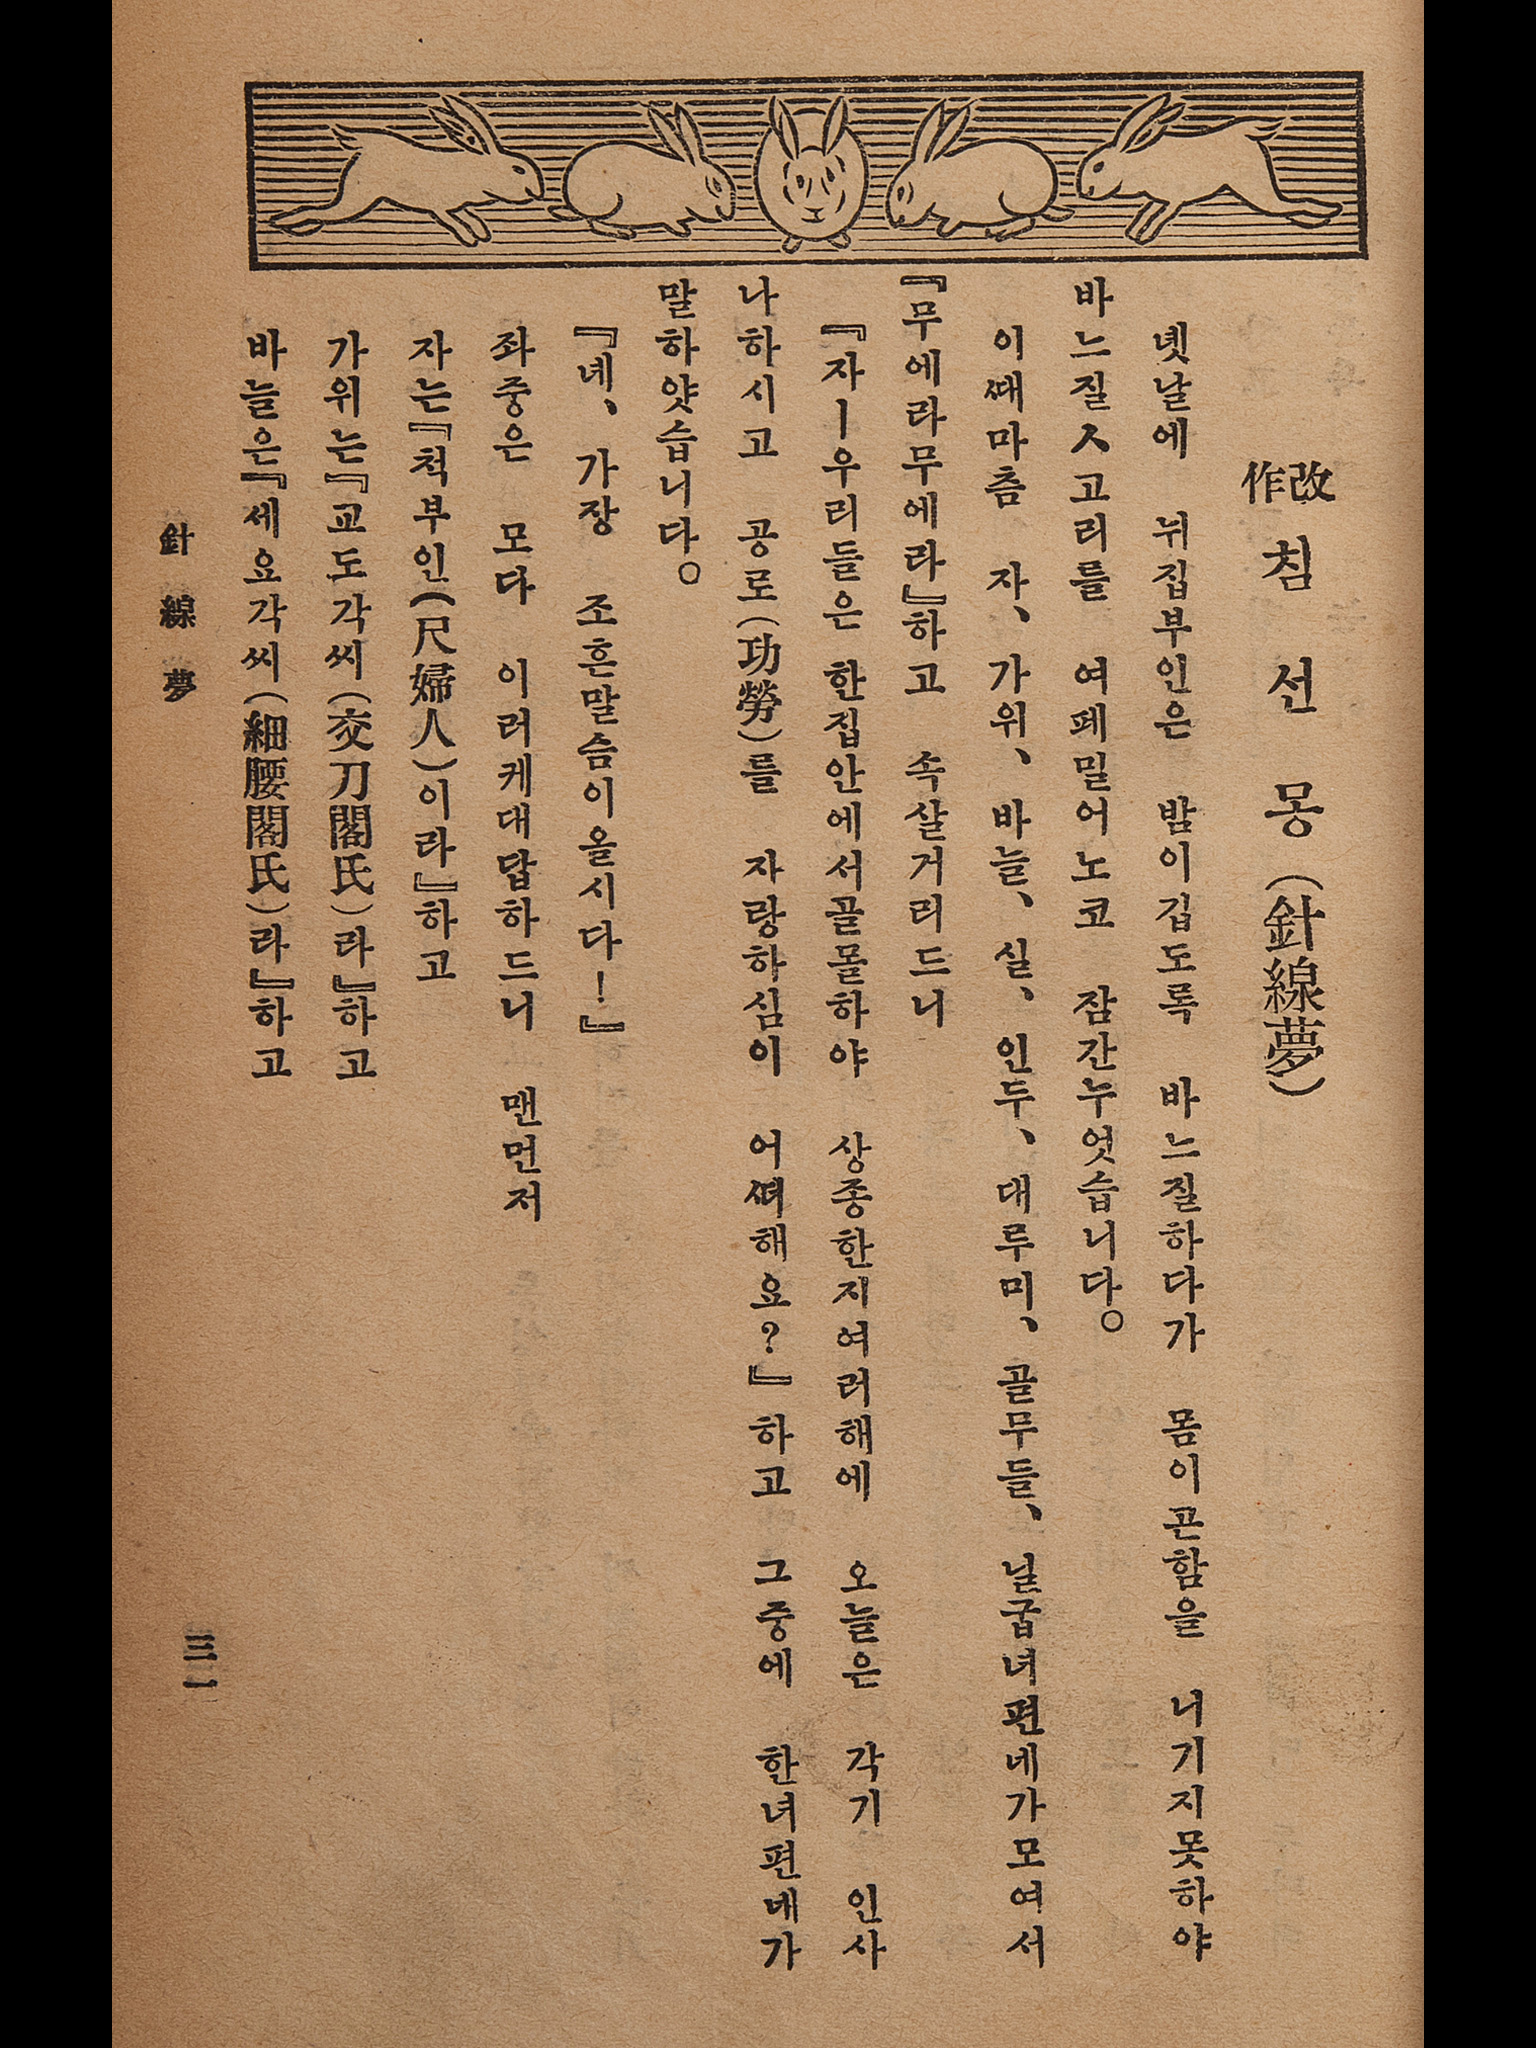 改作 침선몽(針線夢)
녯날에 뉘집부인은 밤이깁도록 바느질하다가 몸이곤함을 니기지못하야
바느질ㅅ고리를 여페밀어노코 잠간누엇습니다。
이ᄯᅢ마츰 자、가위、바늘、실、인두、대루미、골무들、닐굽녀편네가모여서
『무에라무에라』하고 속살거리드니
『자ー우리들은 한집안에서골몰하야 상종한지여러해에 오늘은 각기 인사
나하시고 공로(功勞)를 자랑하심이 어ᄯᅥ해요?』하고 그중에 한녀편네가
말하얏습니다。
『녜、가장 조흔말슴이올시다!』
좌중은 모다 이러케대답하드니 맨먼저
자는『척부인(尺婦人)이라』하고
가위는『교도각씨(交刀閣氏)라』하고
바늘은『세요각씨(細腰閣氏)라』하고
針線夢
三一